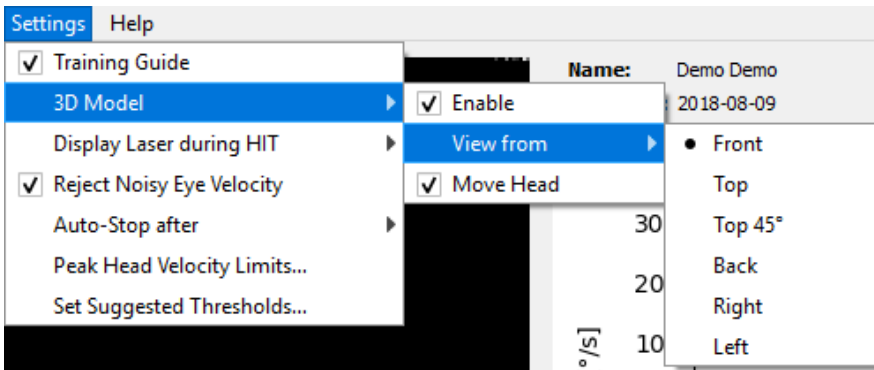 Settings Help
Training Guide
3D Model
Display Laser during HIT
Reject Noisy Eye Velocity
Auto-Stop after
Peak Head Velocity Limits...
Set Suggested Thresholds...
Enable
View from
Move Head
Front
Top
Top 45°
Back
Right
Left
Name: Demo Demo
: 2018-08-09
30
20
10
°/s]